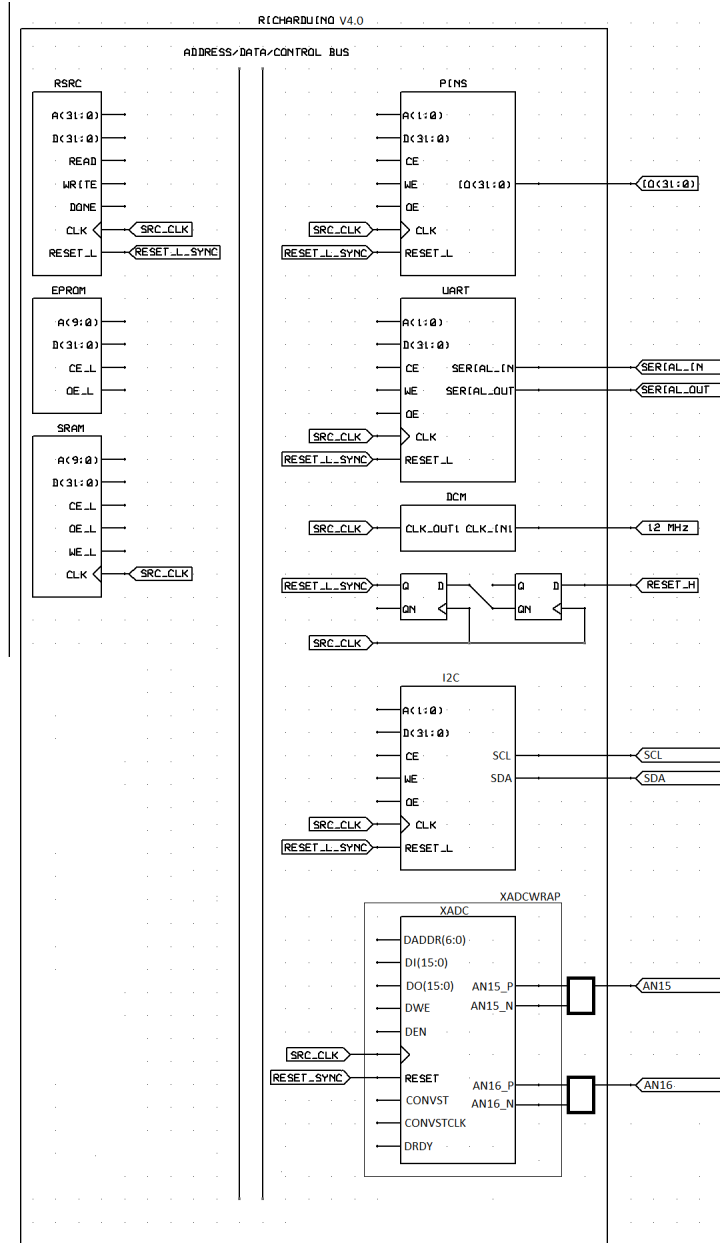 RICHARDUINO V4.0
ADDRESS/DATA/CONTROL BUS
RSRC
A(31:0)
D(31:0)
READ
WRITE
DONE
CLK
SRC_CLK
RESET_L
RESET_L_SYNC
EPROM
A(9:0)
D(31:0)
CE_L
OE_L
SRAM
A(9:0)
D(31:0)
CE_L
OE_L
WE_L
CLK
SRC_CLK
PINS
A(1:0)
D(31:0)
CE
WE
IO(31:0)
IO(31:0)
OE
SRC_CLK
CLK
RESET_L_SYNC
RESET_L
UART
A(1:0)
D(31:0)
CE
SERIAL_IN
SERIAL_IN
WE
SERIAL_OUT
SERIAL_OUT
OE
SRC_CLK
CLK
RESET_L_SYNC
RESET_L
DCM
SRC_CLK
CLK_OUT1 CLK_IN1
12 MHz
RESET_L_SYNC
Q
D
Q
D
RESET_H
QN
QN
SRC_CLK
I2C
A(1:0)
D(31:0)
CE
SCL
SCL
WE
SDA
SDA
OE
SRC_CLK
CLK
RESET_L_SYNC
RESET_L
XADCWRAP
XADC
DADDR(6:0)
DI(15:0)
DO(15:0)
AN15_P
AN15
DWE
AN15_N
DEN
SRC_CLK
RESET_SYNC
RESET
AN16_P
AN16
CONVST
AN16_N
CONVSTCLK
DRDY